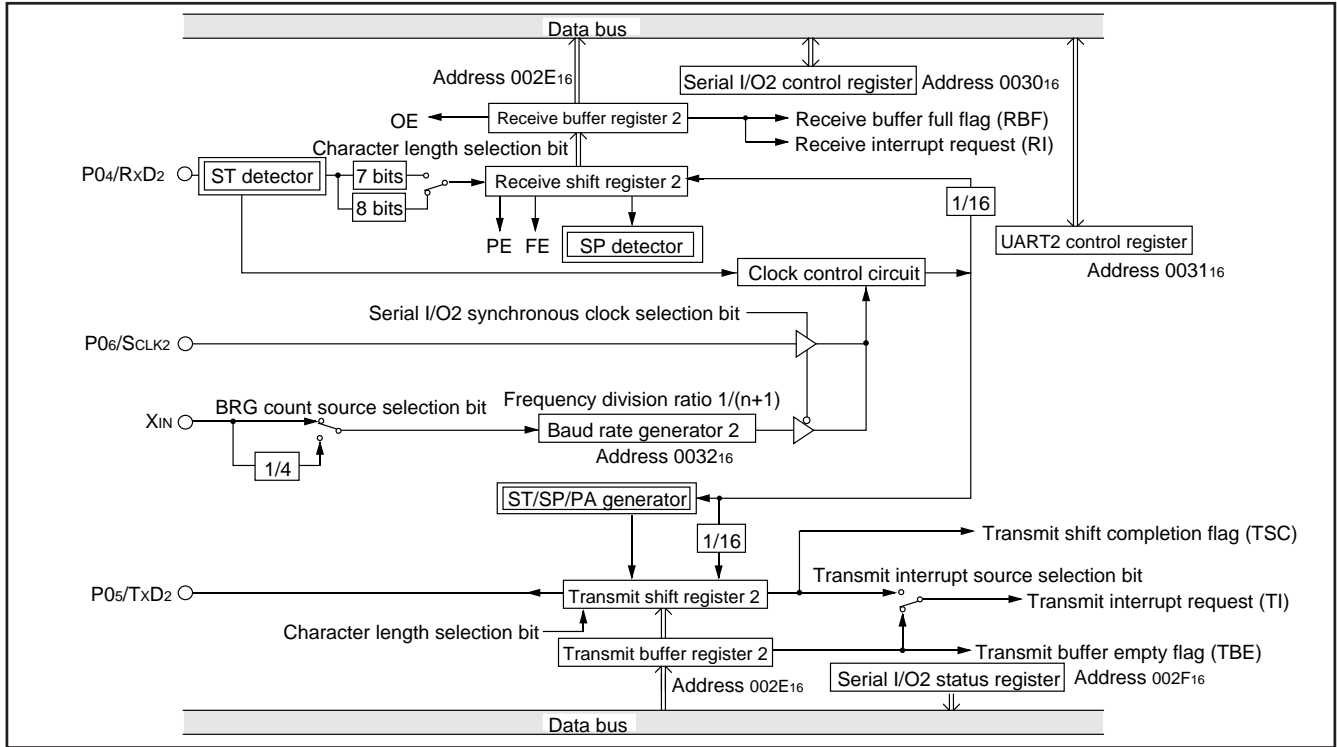 Data bus
Address 002E16
Serial I/O2 control register
Address 003016
OE
Receive buffer register 2
Receive buffer full flag (RBF)
Receive interrupt request (RI)
Character length selection bit
P04/RXD2
ST detector
7 bits
8 bits
Receive shift register 2
1/16
PE
FE
SP detector
UART2 control register
Address 003116
Clock control circuit
Serial I/O2 synchronous clock selection bit
P06/SCLK2
XIN
BRG count source selection bit
Frequency division ratio 1/(n+1)
Baud rate generator 2
Address 003216
1/4
ST/SP/PA generator
1/16
Transmit shift completion flag (TSC)
P05/TXD2
Transmit shift register 2
Transmit interrupt source selection bit
Transmit interrupt request (TI)
Character length selection bit
Transmit buffer register 2
Transmit buffer empty flag (TBE)
Address 002E16
Serial I/O2 status register
Address 002F16
Data bus